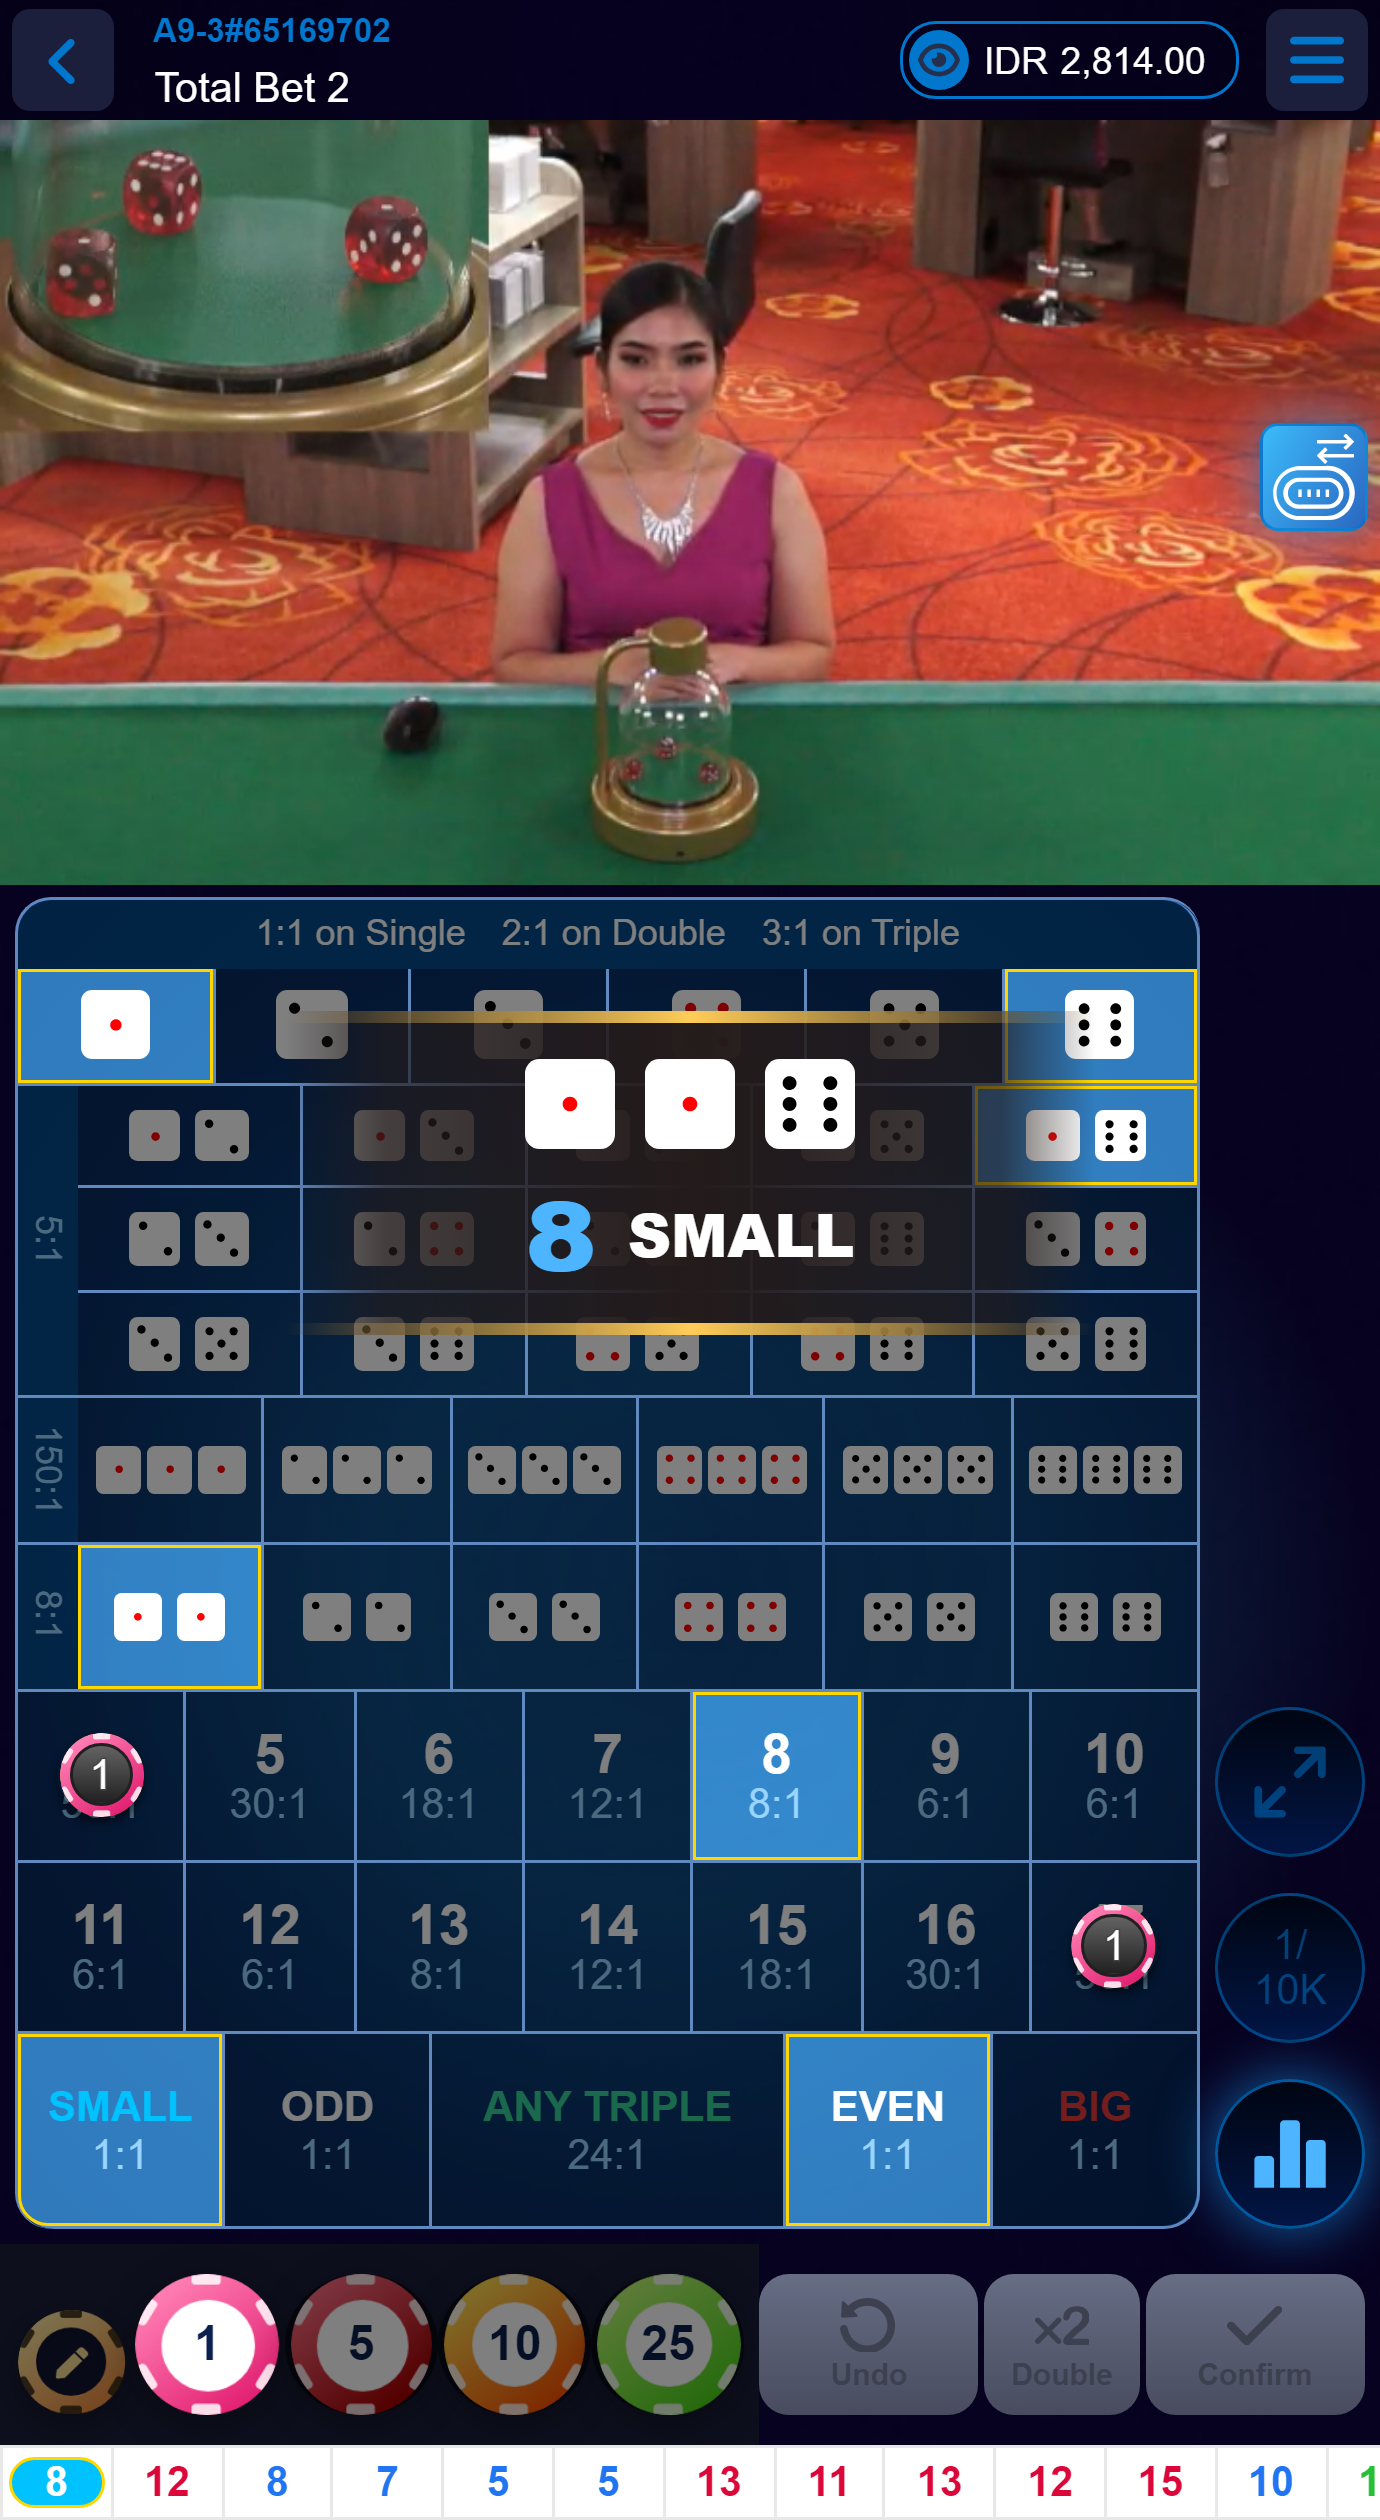 A9-3#65169702
Total Bet 2
IDR 2,814.00
1:1 on Single 2:1 on Double 3:1 on Triple
8 SMALL
5:1
150:1
8:1
1
5 6 7 8 9 10
30:1 18:1 12:1 8:1 6:1 6:1
11 12 13 14 15 16
1
6:1 6:1 8:1 12:1 18:1 30:1
1/
10K
SMALL ODD ANY TRIPLE EVEN BIG
1:1 1:1 24:1 1:1 1:1
1 5 10 25
x2
Undo Double Confirm
8 12 8 7 5 5 13 11 13 12 15 10